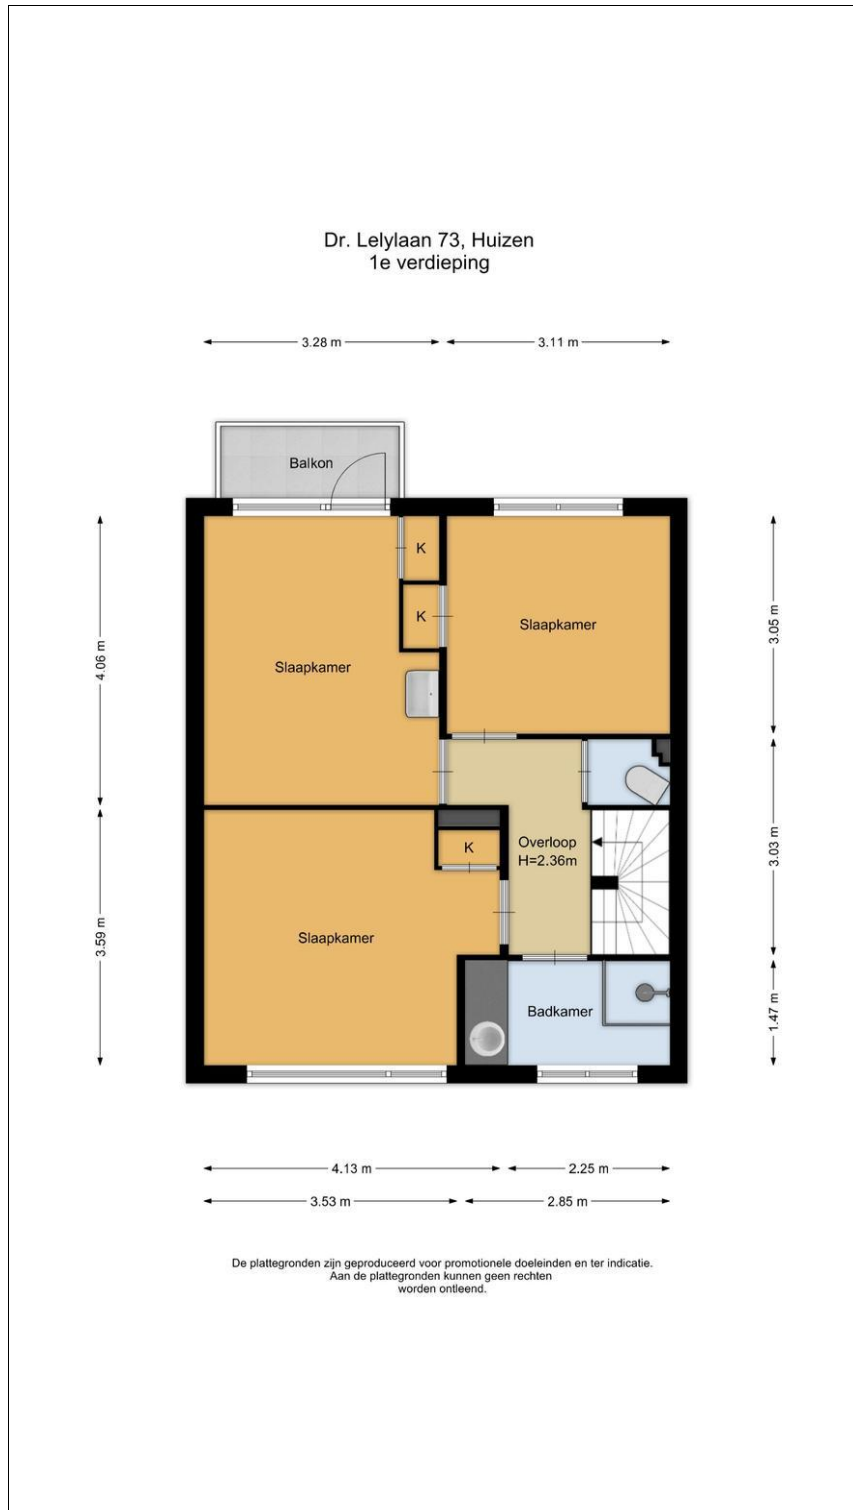 Dr. Lelylaan 73, Huizen
1e verdieping
3.28 m
3.11 m
Balkon
K
K
Slaapkamer
Slaapkamer
4.06 m
3.05 m
K
Overloop
H=2.36m
3.03 m
Slaapkamer
3.59 m
Badkamer
1.47 m
4.13 m
2.25 m
3.53 m
2.85 m
De plattegronden zijn geproduceerd voor promotionele doeleinden en ter indicatie.
Aan de plattegronden kunnen geen rechten
worden ontleend.